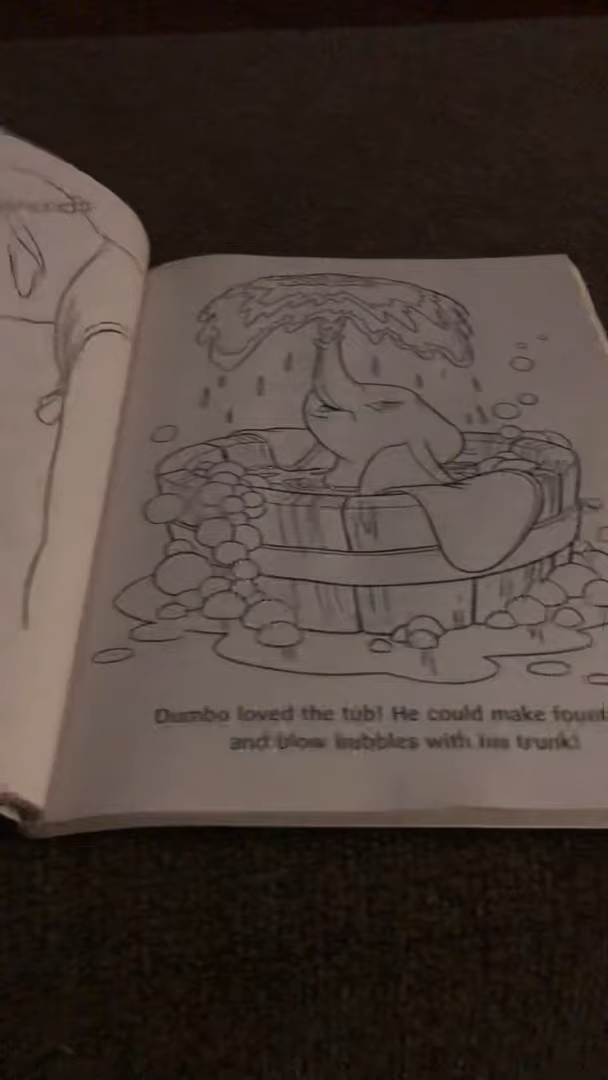 Dumbo loved the tub! He could make fount
and blow bubbles with his trunk!